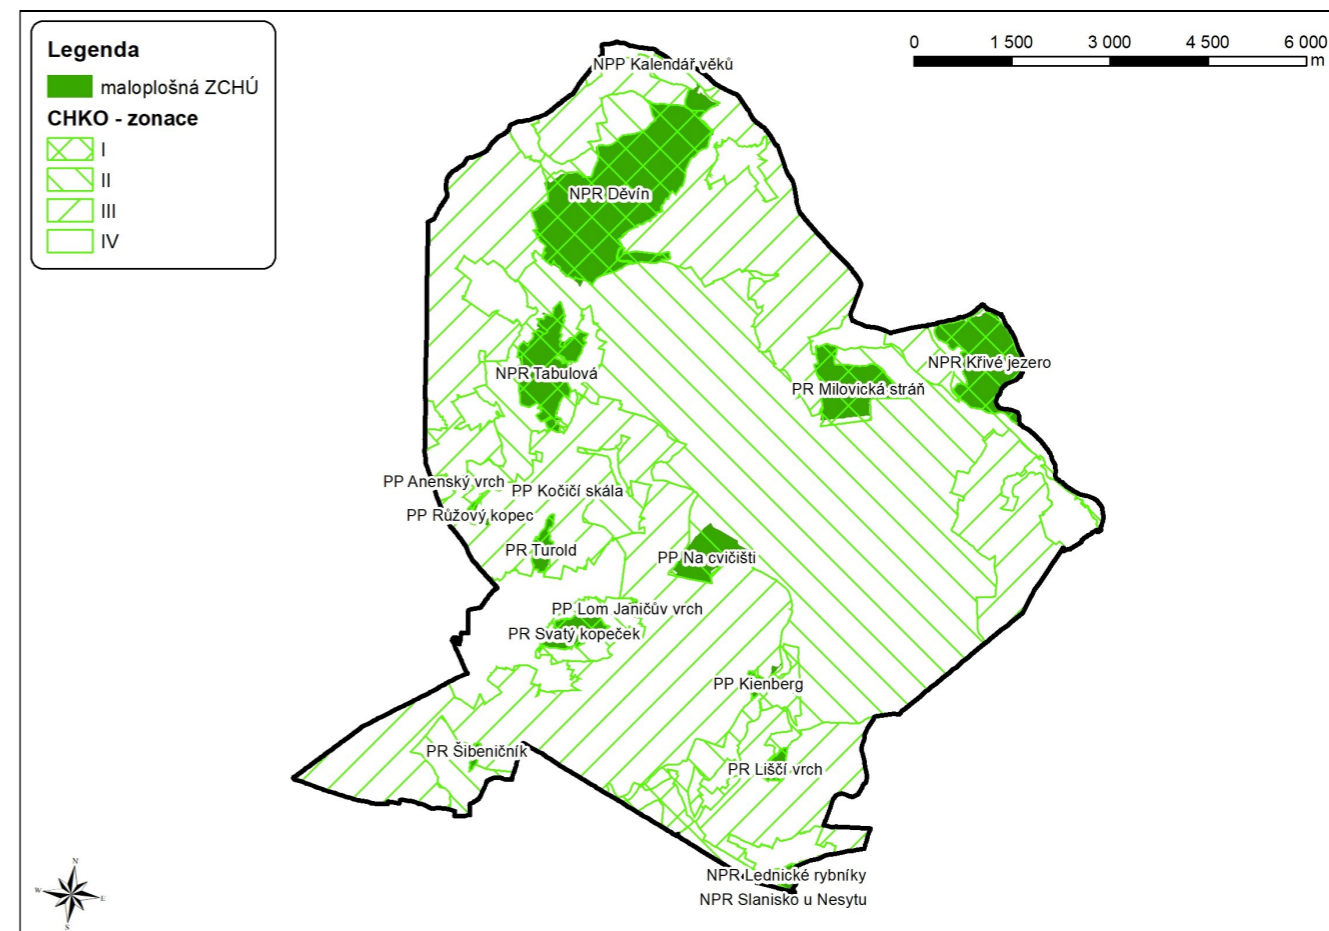 Legenda
maloplošná ZCHÚ
CHKO - zonace
I
II
III
IV
0 1 500 3 000 4 500 6 000
m
NPP Kalendář věků
NPR Děvín
NPR Tabulová
NPR Křivé jezero
PR Milovická stráň
PP Anenský vrch
PP Kočičí skála
PP Růžový kopec
PR Turold
PP Na cvičišti
PP Lom Janičův vrch
PR Svatý kopeček
PP Kienberg
PR Šibeničník
PR Liščí vrch
NPR Lednické rybníky
NPR Slanisko u Nesytu
N
W E
S